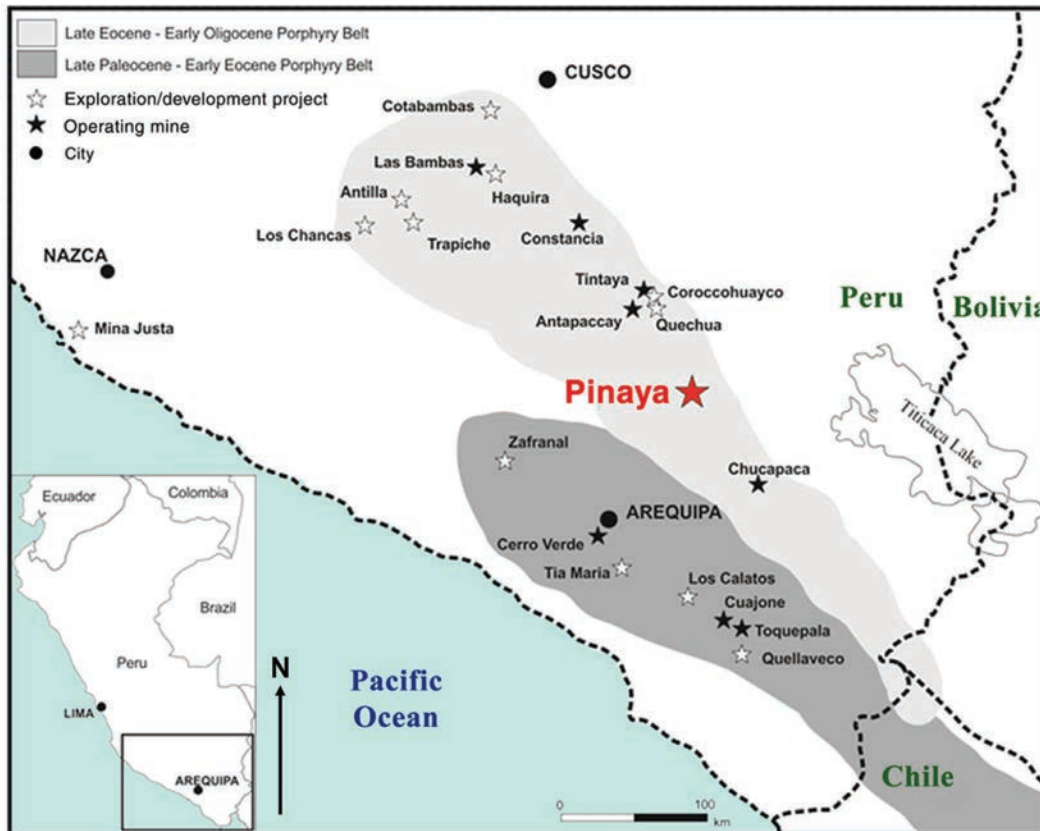 Late Eocene - Early Oligocene Porphyry Belt
Late Paleocene - Early Eocene Porphyry Belt
Exploration/development project
Operating mine
City
CUSCO
Cotabambas
Las Bambas
Haquira
Antilla
Los Chancas
Trapiche
Constancia
NAZCA
Mina Justa
Tintaya
Coroccohuayco
Antapaccay
Quechua
Peru
Bolivia
Titicaca Lake
Pinaya
Zafranal
Chucapaca
AREQUIPA
Cerro Verde
Tia Maria
Los Calatos
Cuajone
Toquepala
Quellaveco
Pacific
Ocean
Chile
Ecuador
Colombia
Brazil
Peru
LIMA
AREQUIPA
N
0 100
km